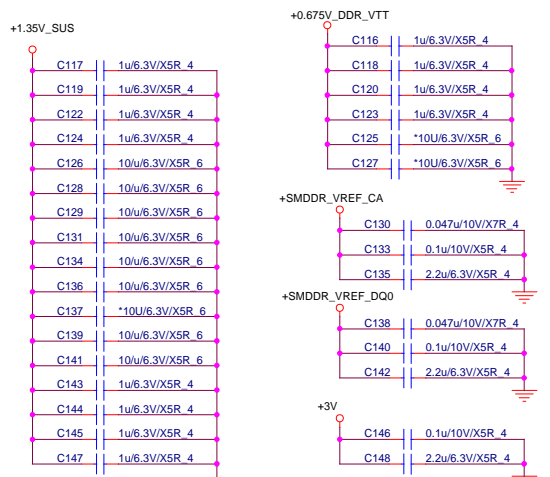 +1.35V_SUS
C117 1u/6.3V/X5R_4
C119 1u/6.3V/X5R_4
C122 1u/6.3V/X5R_4
C124 1u/6.3V/X5R_4
C126 10/u/6.3V/X5R_6
C128 10/u/6.3V/X5R_6
C129 10/u/6.3V/X5R_6
C131 10/u/6.3V/X5R_6
C134 10/u/6.3V/X5R_6
C136 10/u/6.3V/X5R_6
C137 *10U/6.3V/X5R_6
C139 10/u/6.3V/X5R_6
C141 10/u/6.3V/X5R_6
C143 1u/6.3V/X5R_4
C144 1u/6.3V/X5R_4
C145 1u/6.3V/X5R_4
C147 1u/6.3V/X5R_4
+0.675V_DDR_VTT
C116 1u/6.3V/X5R_4
C118 1u/6.3V/X5R_4
C120 1u/6.3V/X5R_4
C123 1u/6.3V/X5R_4
C125 *10U/6.3V/X5R_6
C127 *10U/6.3V/X5R_6
+SMDDR_VREF_CA
C130 0.047u/10V/X7R_4
C133 0.1u/10V/X5R_4
C135 2.2u/6.3V/X5R_4
+SMDDR_VREF_DQ0
C138 0.047u/10V/X7R_4
C140 0.1u/10V/X5R_4
C142 2.2u/6.3V/X5R_4
+3V
C146 0.1u/10V/X5R_4
C148 2.2u/6.3V/X5R_4